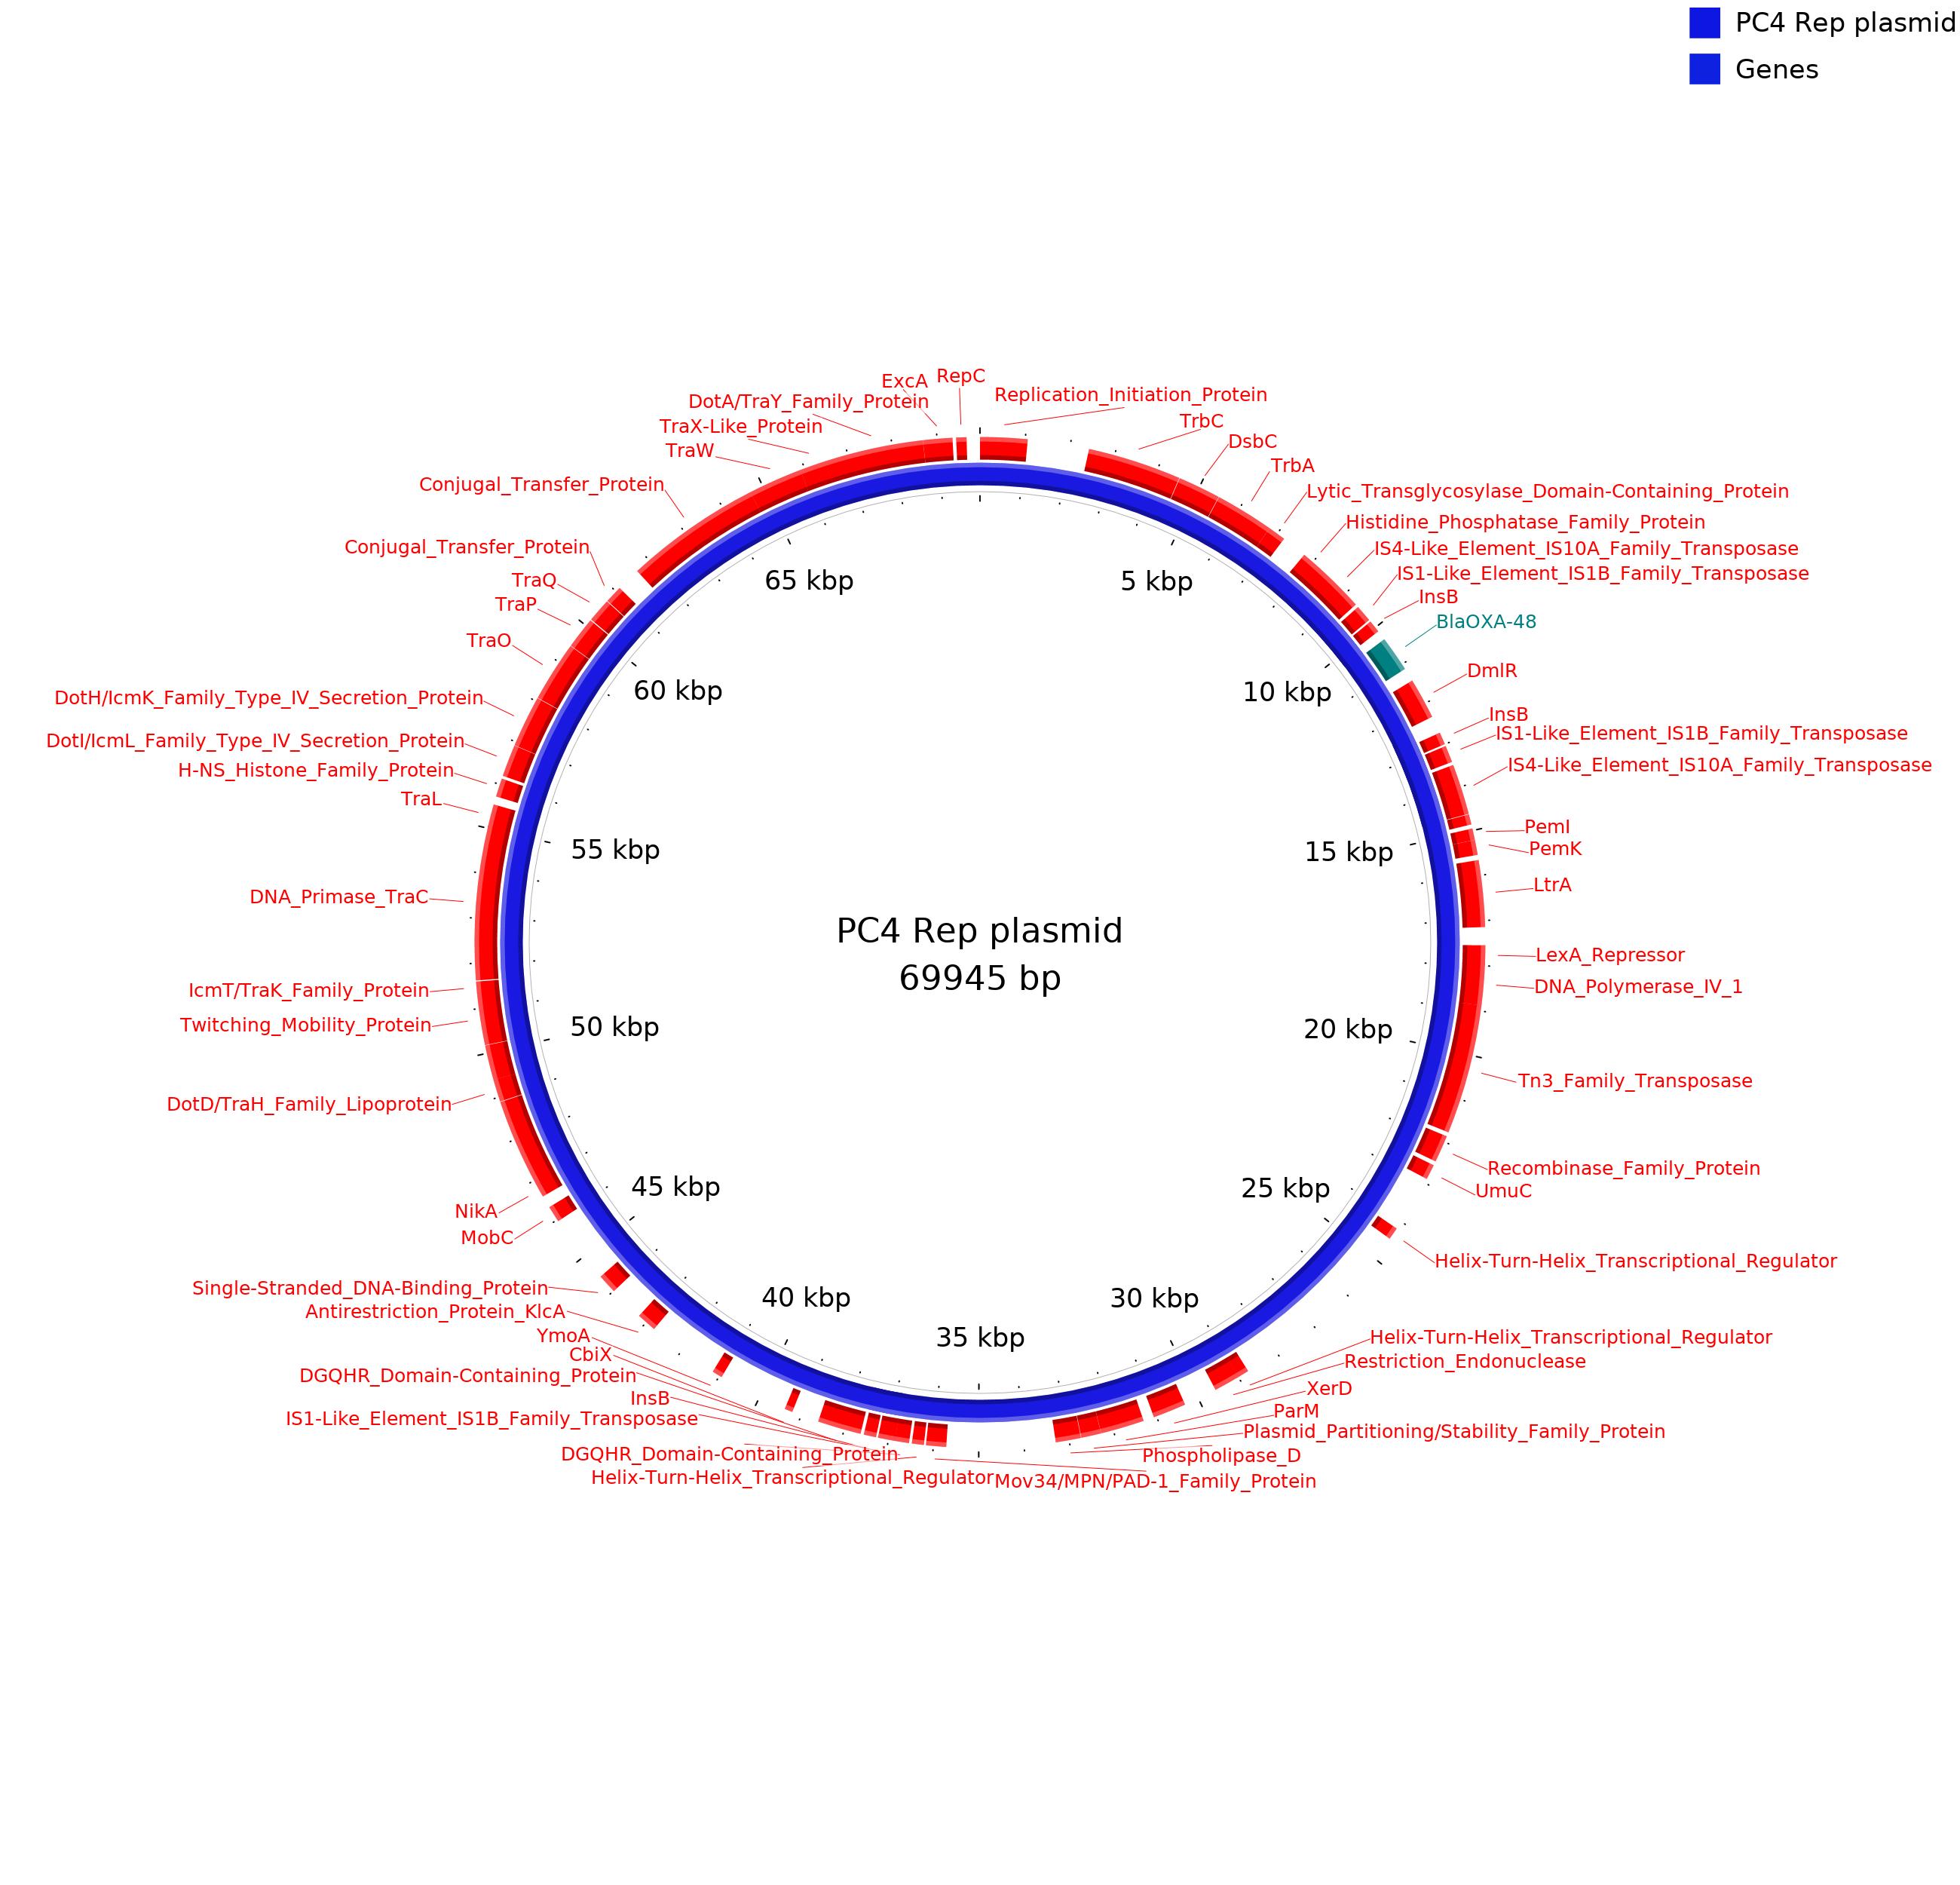 PC4 Rep plasmid
Genes
RepC
ExcA
Replication_Initiation_Protein
DotA/TraY_Family_Protein
TrbC
TraX-Like_Protein
DsbC
TraW
TrbA
Conjugal_Transfer_Protein
Lytic_Transglycosylase_Domain-Containing_Protein
Histidine_Phosphatase_Family_Protein
Conjugal_Transfer_Protein
IS4-Like_Element_IS10A_Family_Transposase
IS1-Like_Element_IS1B_Family_Transposase
TraQ
65 kbp
5 kbp
InsB
TraP
BlaOXA-48
TraO
DmlR
60 kbp
10 kbp
DotH/IcmK_Family_Type_IV_Secretion_Protein
InsB
IS1-Like_Element_IS1B_Family_Transposase
DotI/IcmL_Family_Type_IV_Secretion_Protein
IS4-Like_Element_IS10A_Family_Transposase
H-NS_Histone_Family_Protein
TraL
PemI
PemK
55 kbp
15 kbp
LtrA
DNA_Primase_TraC
PC4 Rep plasmid
69945 bp
LexA_Repressor
IcmT/TraK_Family_Protein
DNA_Polymerase_IV_1
Twitching_Mobility_Protein
50 kbp
20 kbp
Tn3_Family_Transposase
DotD/TraH_Family_Lipoprotein
Recombinase_Family_Protein
45 kbp
25 kbp
UmuC
NikA
MobC
Helix-Turn-Helix_Transcriptional_Regulator
Single-Stranded_DNA-Binding_Protein
40 kbp
30 kbp
Antirestriction_Protein_KlcA
YmoA
35 kbp
Helix-Turn-Helix_Transcriptional_Regulator
CbiX
Restriction_Endonuclease
DGQHR_Domain-Containing_Protein
XerD
InsB
ParM
IS1-Like_Element_IS1B_Family_Transposase
Plasmid_Partitioning/Stability_Family_Protein
DGQHR_Domain-Containing_Protein
Phospholipase_D
Helix-Turn-Helix_Transcriptional_Regulator
Mov34/MPN/PAD-1_Family_Protein